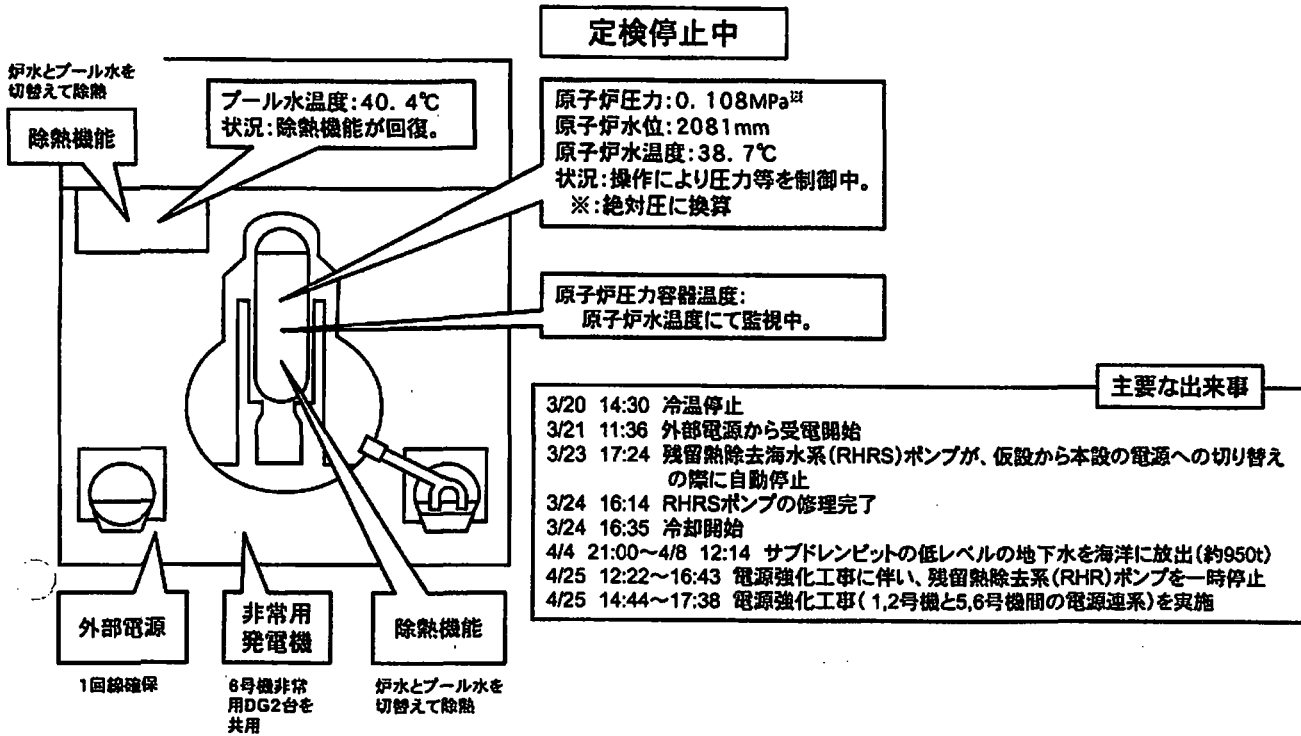 定検停止中
炉水とプール水を
切替えて除熱
除熱機能
プール水温度:40. 4℃
状況:除熱機能が回復。
原子炉圧力:0. 108MPa※
原子炉水位:2081mm
原子炉水温度:38. 7℃
状況:操作により圧力等を制御中。
※:絶対圧に換算
原子炉圧力容器温度:
原子炉水温度にて監視中。
主要な出来事
3/20 14:30 冷温停止
3/21 11:36 外部電源から受電開始
3/23 17:24 残留熱除去海水系(RHRS)ポンプが、仮設から本設の電源への切り替え
の際に自動停止
3/24 16:14 RHRSポンプの修理完了
3/24 16:35 冷却開始
4/4 21:00～4/8 12:14 サブドレンピットの低レベルの地下水を海洋に放出(約950t)
4/25 12:22～16:43 電源強化工事に伴い、残留熱除去系(RHR)ポンプを一時停止
4/25 14:44～17:38 電源強化工事(1,2号機と5,6号機間の電源連系)を実施
外部電源
1回線確保
非常用
発電機
6号機非常
用DG2台を
共用
除熱機能
炉水とプール水を
切替えて除熱